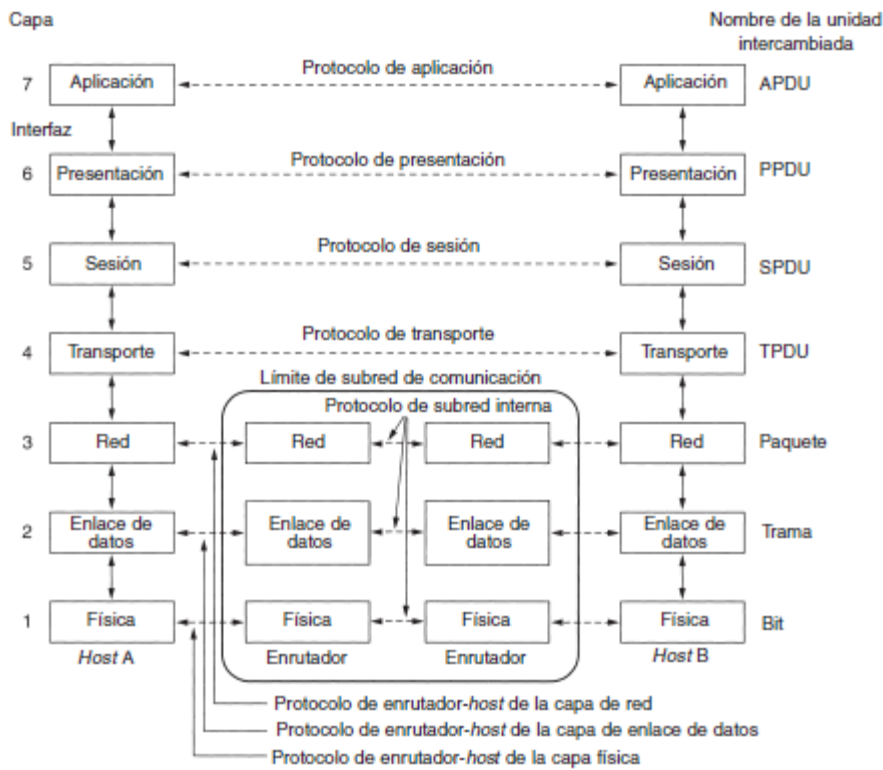 Capa
Nombre de la unidad
intercambiada
Protocolo de aplicación
7 Aplicación Aplicación APDU
Interfaz
Protocolo de presentación
6 Presentación Presentación PPDU
Protocolo de sesión
5 Sesión Sesión SPDU
Protocolo de transporte
4 Transporte Transporte TPDU
Límite de subred de comunicación
Protocolo de subred interna
3 Red Red Red Red Paquete
2 Enlace de datos Enlace de datos Enlace de datos Enlace de datos Trama
1 Física Física Física Física Bit
Host A Enrutador Enrutador Host B
Protocolo de enrutador-host de la capa de red
Protocolo de enrutador-host de la capa de enlace de datos
Protocolo de enrutador-host de la capa física